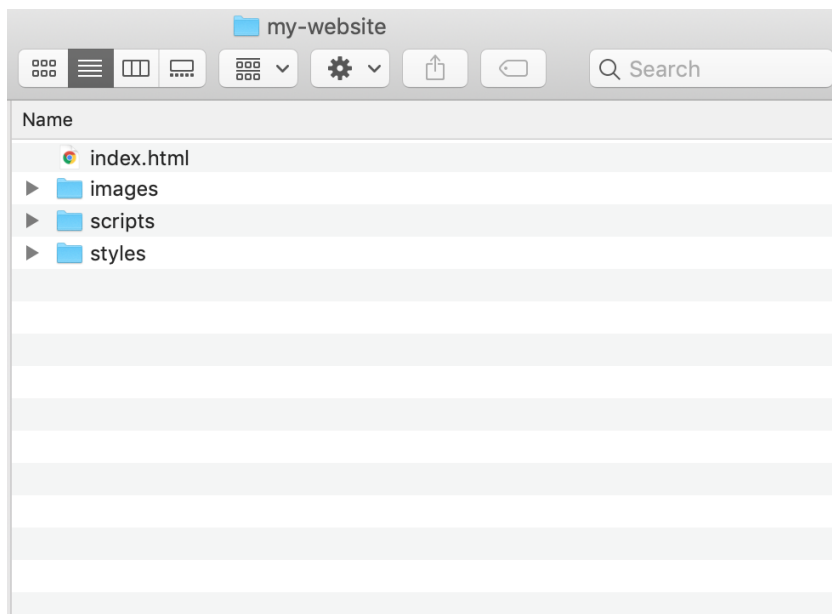 my-website
Search
Name
index.html
images
scripts
styles